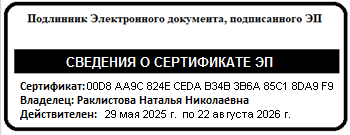 Подлинник Электронного документа, подписанного ЭП
СВЕДЕНИЯ О СЕРТИФИКАТЕ ЭП
Сертификат:00D8 AA9C 824E CEDA B34B 3B6A 85C1 8DA9 F9
Владелец: Раклистова Наталья Николаевна
Действителен: 29 мая 2025 г. по 22 августа 2026 г.